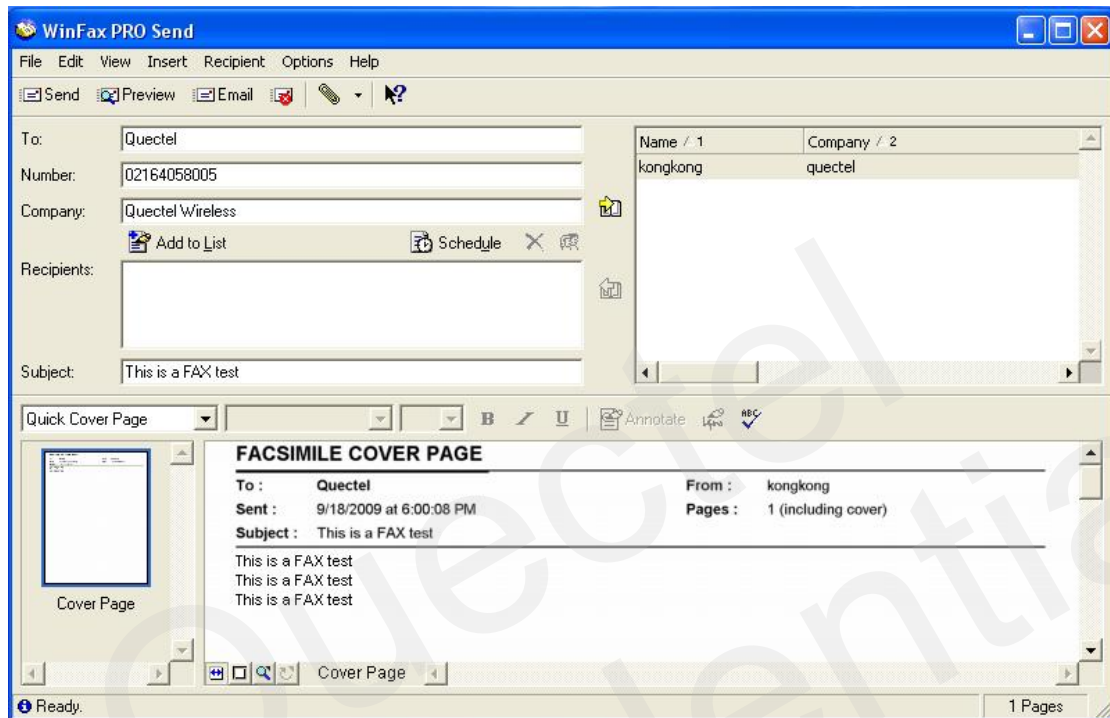 WinFax PRO Send
File Edit View Insert Recipient Options Help
Send Preview Email
To: Quectel
Number: 02164058005
Company: Quectel Wireless
Add to List Schedule
Recipients:
Subject: This is a FAX test
Name / 1 Company / 2
kongkong quectel
Quick Cover Page B I U Annotate ABC
FACSIMILE COVER PAGE
To : Quectel From : kongkong
Sent : 9/18/2009 at 6:00:08 PM Pages : 1 (including cover)
Subject : This is a FAX test
This is a FAX test
This is a FAX test
This is a FAX test
Cover Page
Cover Page
Ready. 1 Pages
Quectel